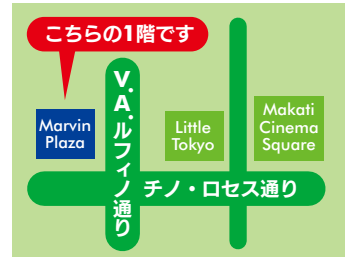 こちらの1階です
V.A.ルフィノ通り
Marvin
Plaza
Little
Tokyo
Makati
Cinema
Square
チノ・ロセス通り